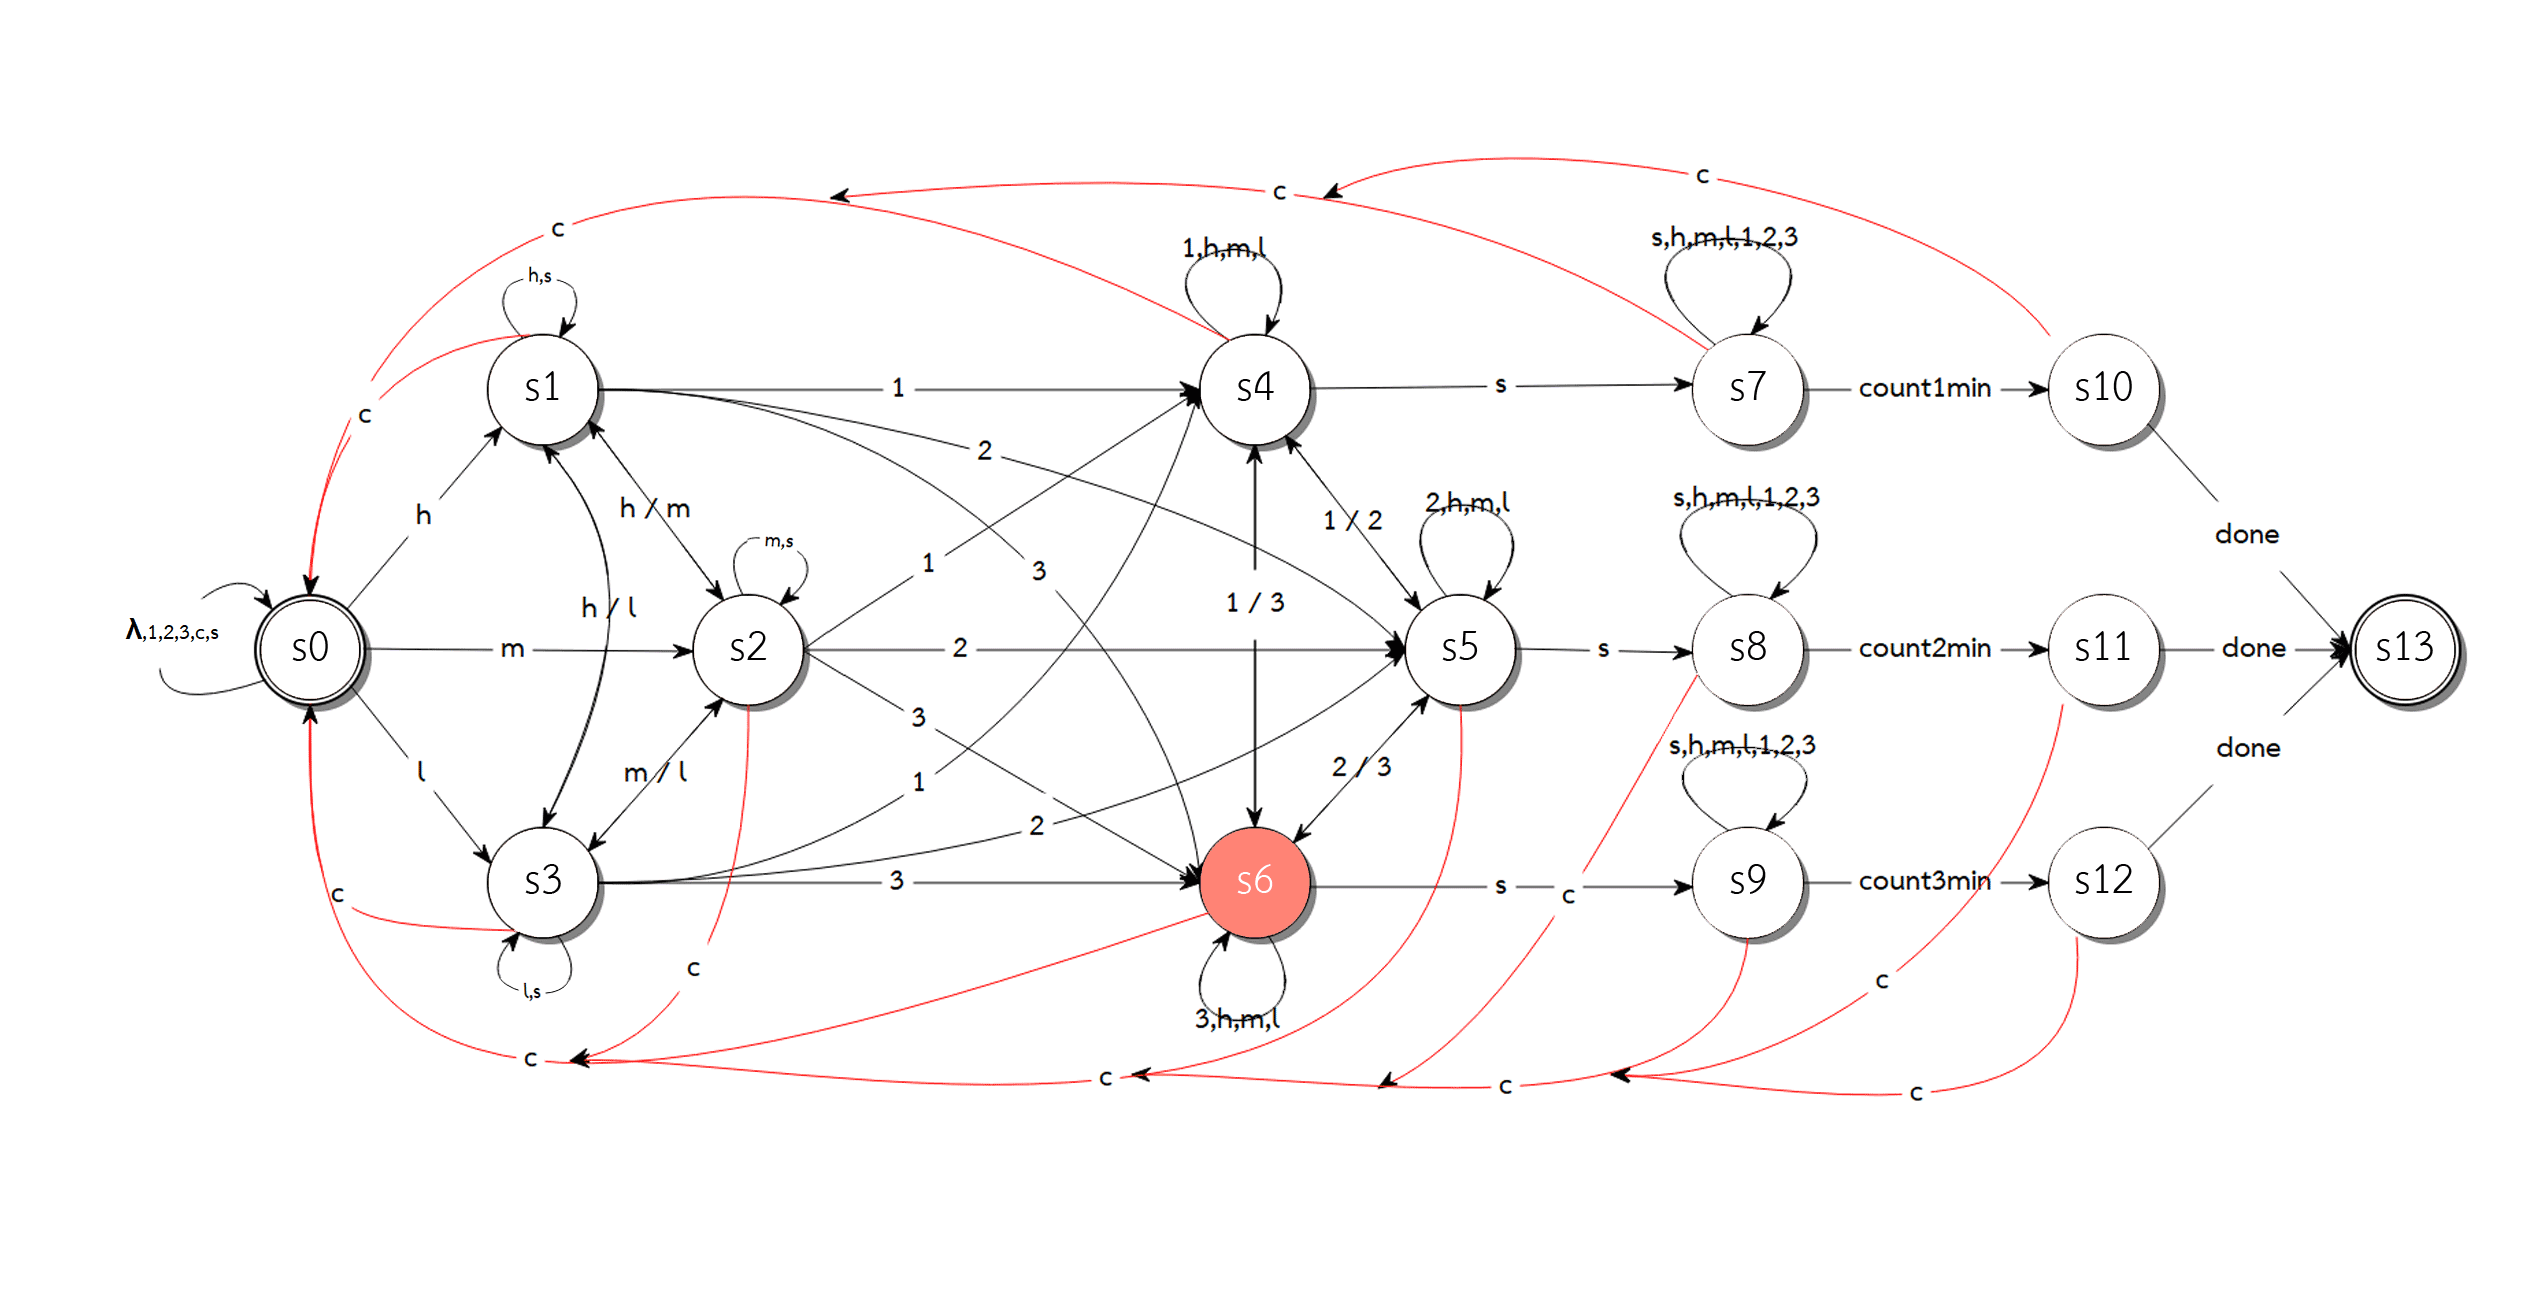 c
c
c
h,s
1,h,m,l
s,h,m,l,1,2,3
s1
1
s4
s
s7
count1min
s10
c
2
h
h / m
1 / 2
2,h,m,l
s,h,m,l,1,2,3
done
m,s
1
3
1 / 3
h / l
λ,1,2,3,c,s
s0
m
s2
2
s5
s
s8
count2min
s11
done
s13
3
l
m / l
1
2 / 3
s,h,m,l,1,2,3
done
2
c
s3
3
s6
s
c
s9
count3min
s12
c
l,s
3,h,m,l
c
c
c
c
c